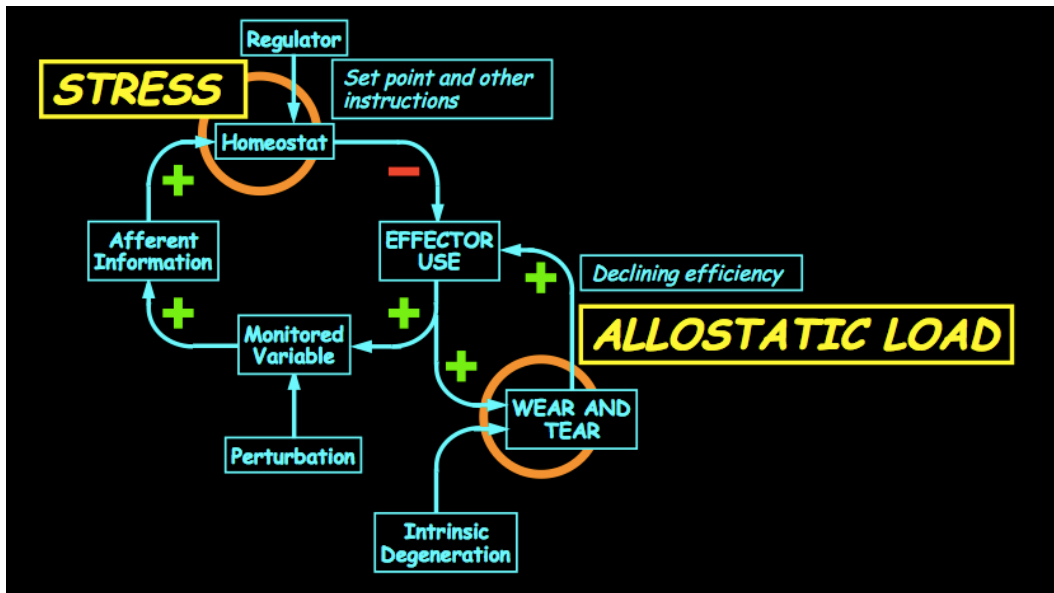 Regulator
STRESS
Set point and other
instructions
Homeostat
+
−
Afferent
Information
EFFECTOR
USE
+
Declining efficiency
+
+
Monitored
Variable
ALLOSTATIC LOAD
+
WEAR AND
TEAR
Perturbation
Intrinsic
Degeneration